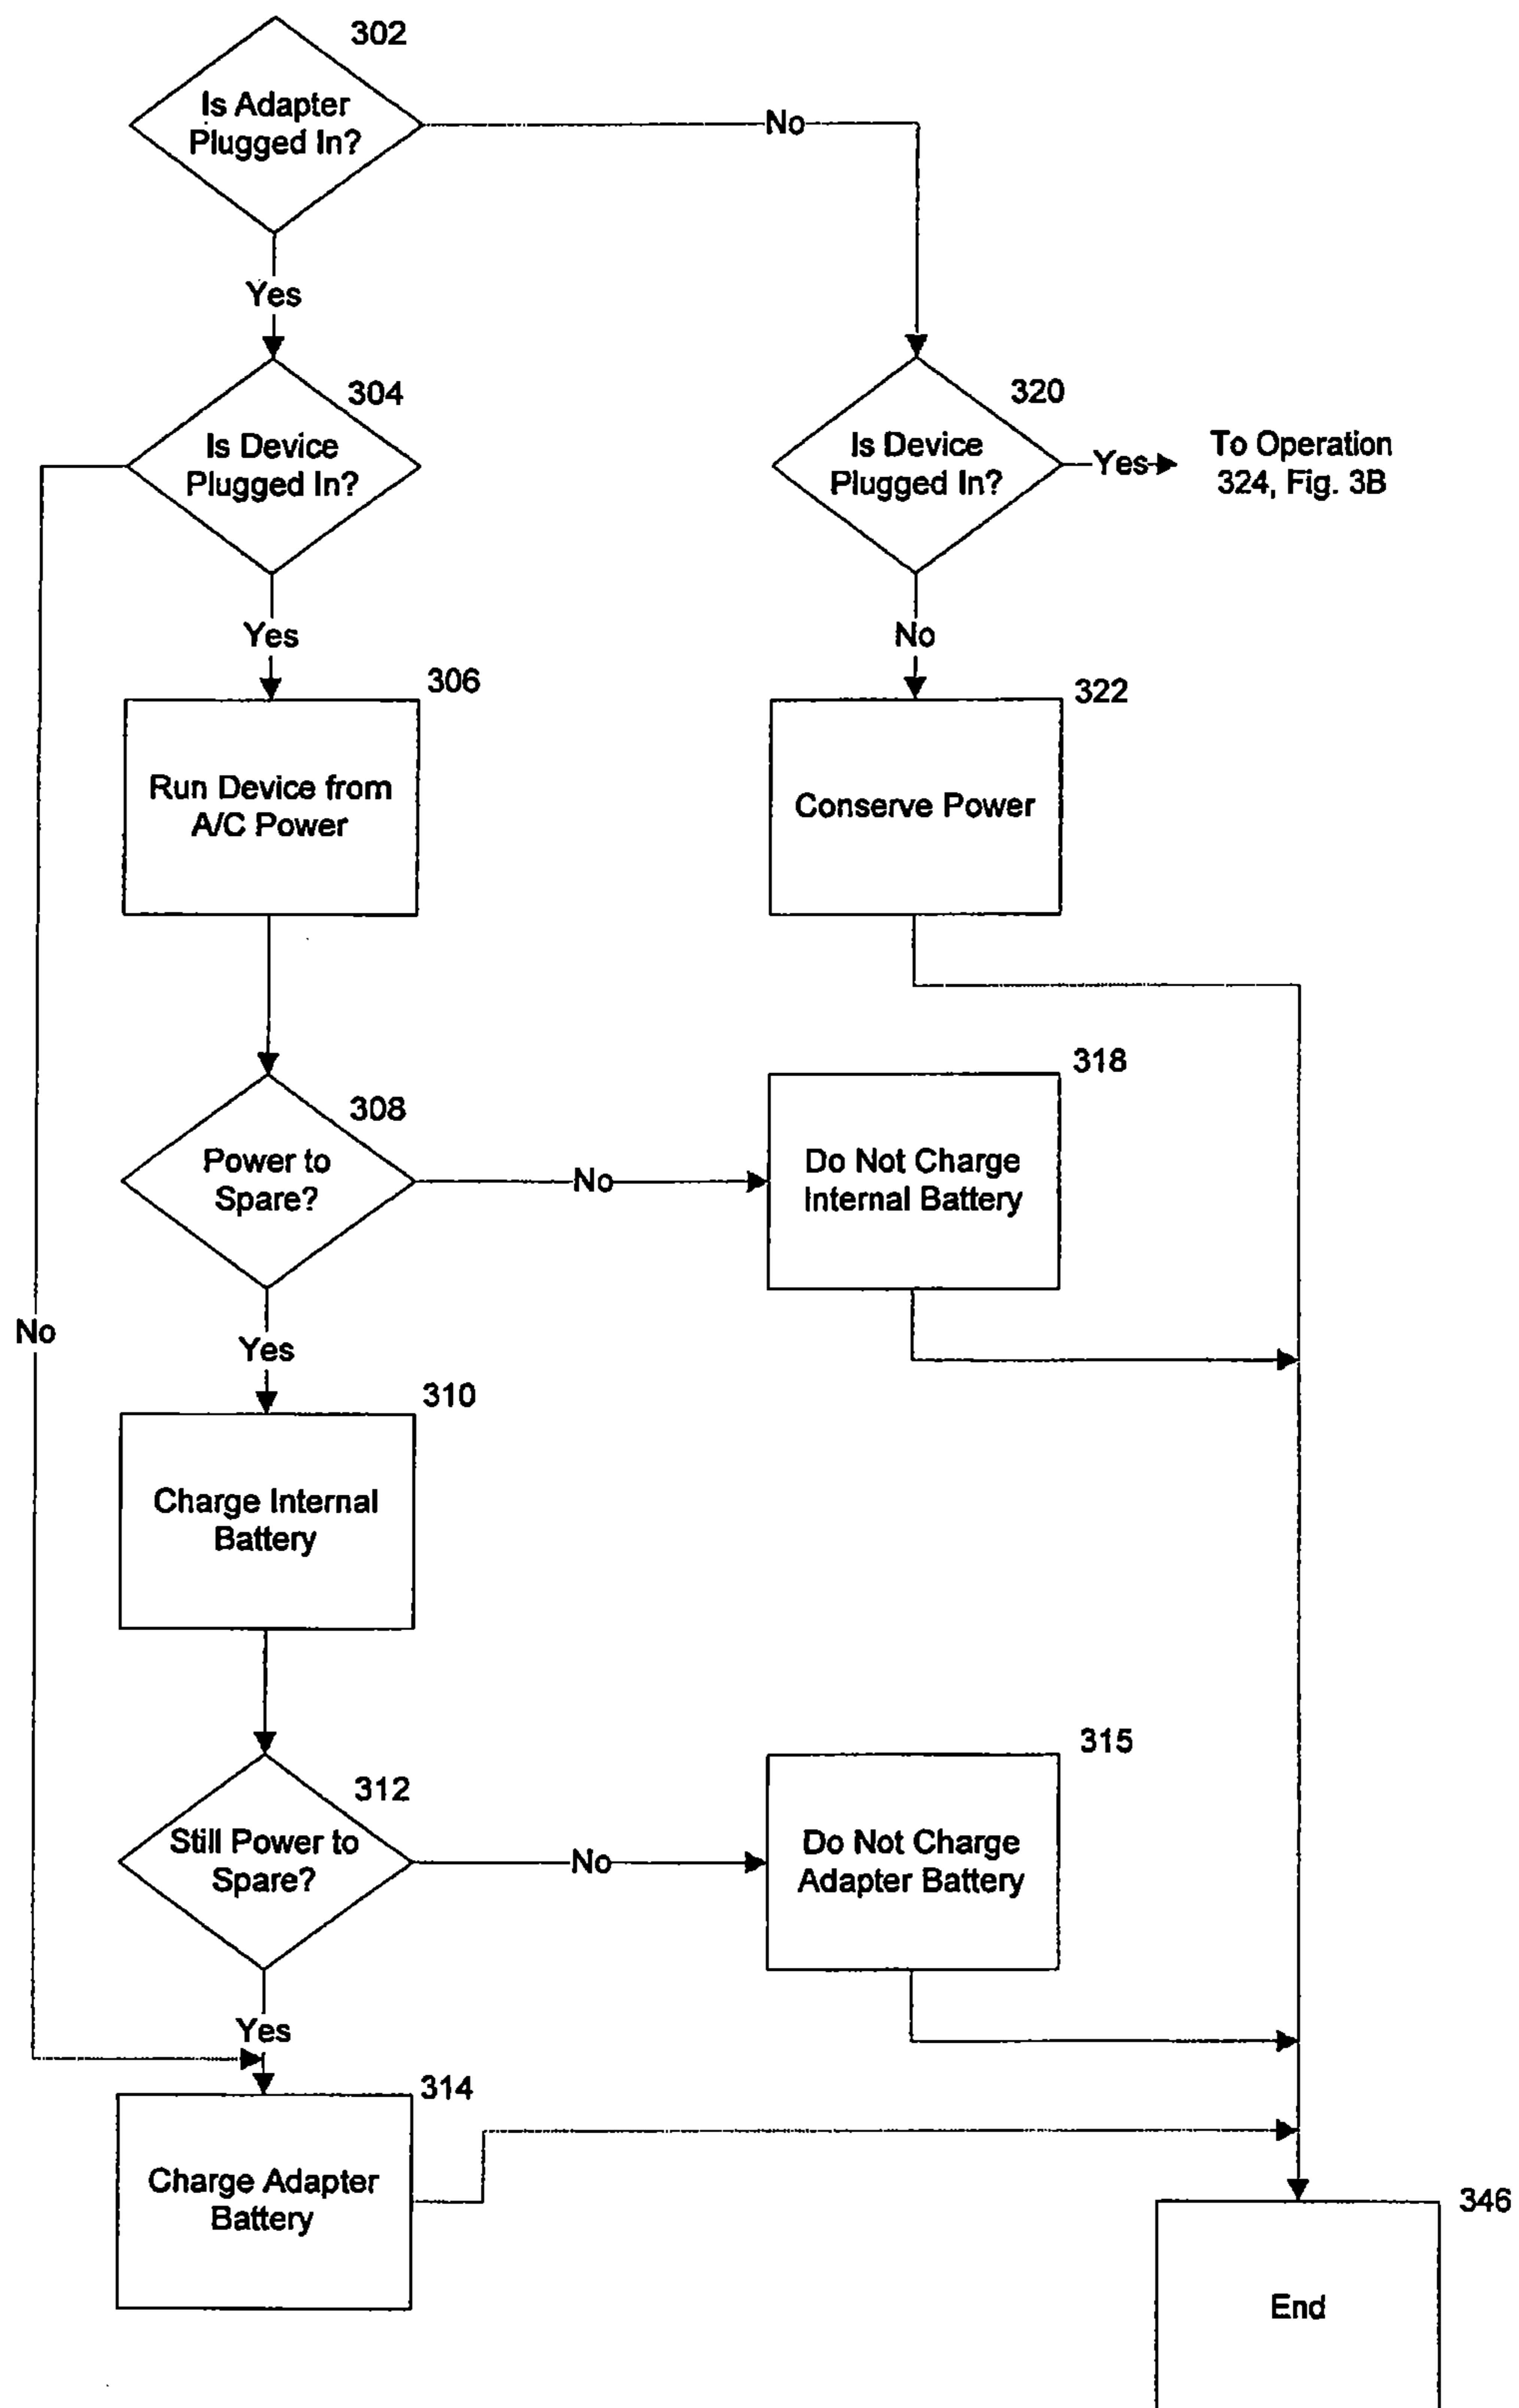 302
Is Adapter
Plugged In?
No
Yes
304
Is Device
Plugged In?
320
Is Device
Plugged In?
Yes
To Operation
324, Fig. 3B
Yes
No
306
Run Device from
A/C Power
322
Conserve Power
318
308
Power to
Spare?
No
Do Not Charge
Internal Battery
No
Yes
310
Charge Internal
Battery
315
312
Still Power to
Spare?
No
Do Not Charge
Adapter Battery
Yes
314
Charge Adapter
Battery
346
End